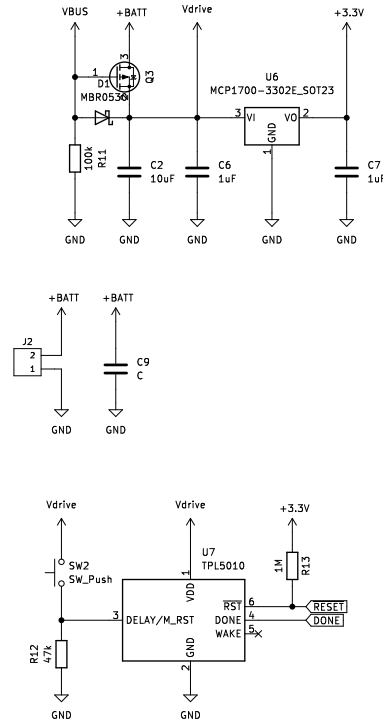 VBUS
+BATT
Vdrive
+3.3V
3
1
D1
MBR0530
Q3
U6
MCP1700-3302E_SOT23
3
VI
VO
2
GND
1
100k
R11
C2
10uF
C6
1uF
C7
1uF
GND
GND
GND
GND
GND
+BATT
+BATT
J2
2
1
C9
C
GND
GND
Vdrive
Vdrive
+3.3V
SW2
SW_Push
U7
TPL5010
1
VDD
1M
R13
3
DELAY/M_RST
RST
6
RESET
DONE
4
DONE
WAKE
5
GND
2
R12
47k
GND
GND